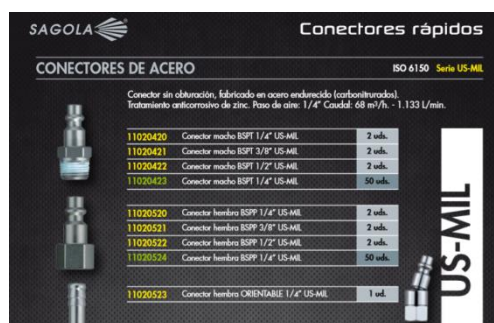 SAGOLA
Conectores rápidos
CONECTORES DE ACERO
ISO 6150 Serie US-MIL
Conector sin obturación, fabricado en acero endurecido (carbonitrurados).
Tratamiento anticorrosivo de zinc. Paso de aire: 1/4" Caudal: 68 m³/h. - 1.133 L/min.
11020420 Conector macho BSPT 1/4" US-MIL 2 uds.
11020421 Conector macho BSPT 3/8" US-MIL 2 uds.
11020422 Conector macho BSPT 1/2" US-MIL 2 uds.
11020423 Conector macho BSPT 1/4" US-MIL 50 uds.
11020520 Conector hembra BSPP 1/4" US-MIL 2 uds.
11020521 Conector hembra BSPP 3/8" US-MIL 2 uds.
11020522 Conector hembra BSPP 1/2" US-MIL 2 uds.
11020524 Conector hembra BSPP 1/4" US-MIL 50 uds.
11020523 Conector hembra ORIENTABLE 1/4" US-MIL 1 ud.
US-MIL